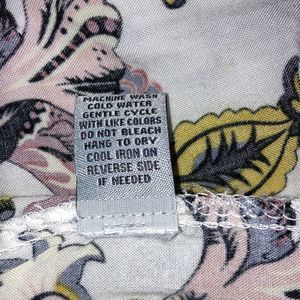 MACHINE WASH
COLD WATER
GENTLE CYCLE
WITH LIKE COLORS
DO NOT BLEACH
HANG TO DRY
COOL IRON ON
REVERSE SIDE
IF NEEDED